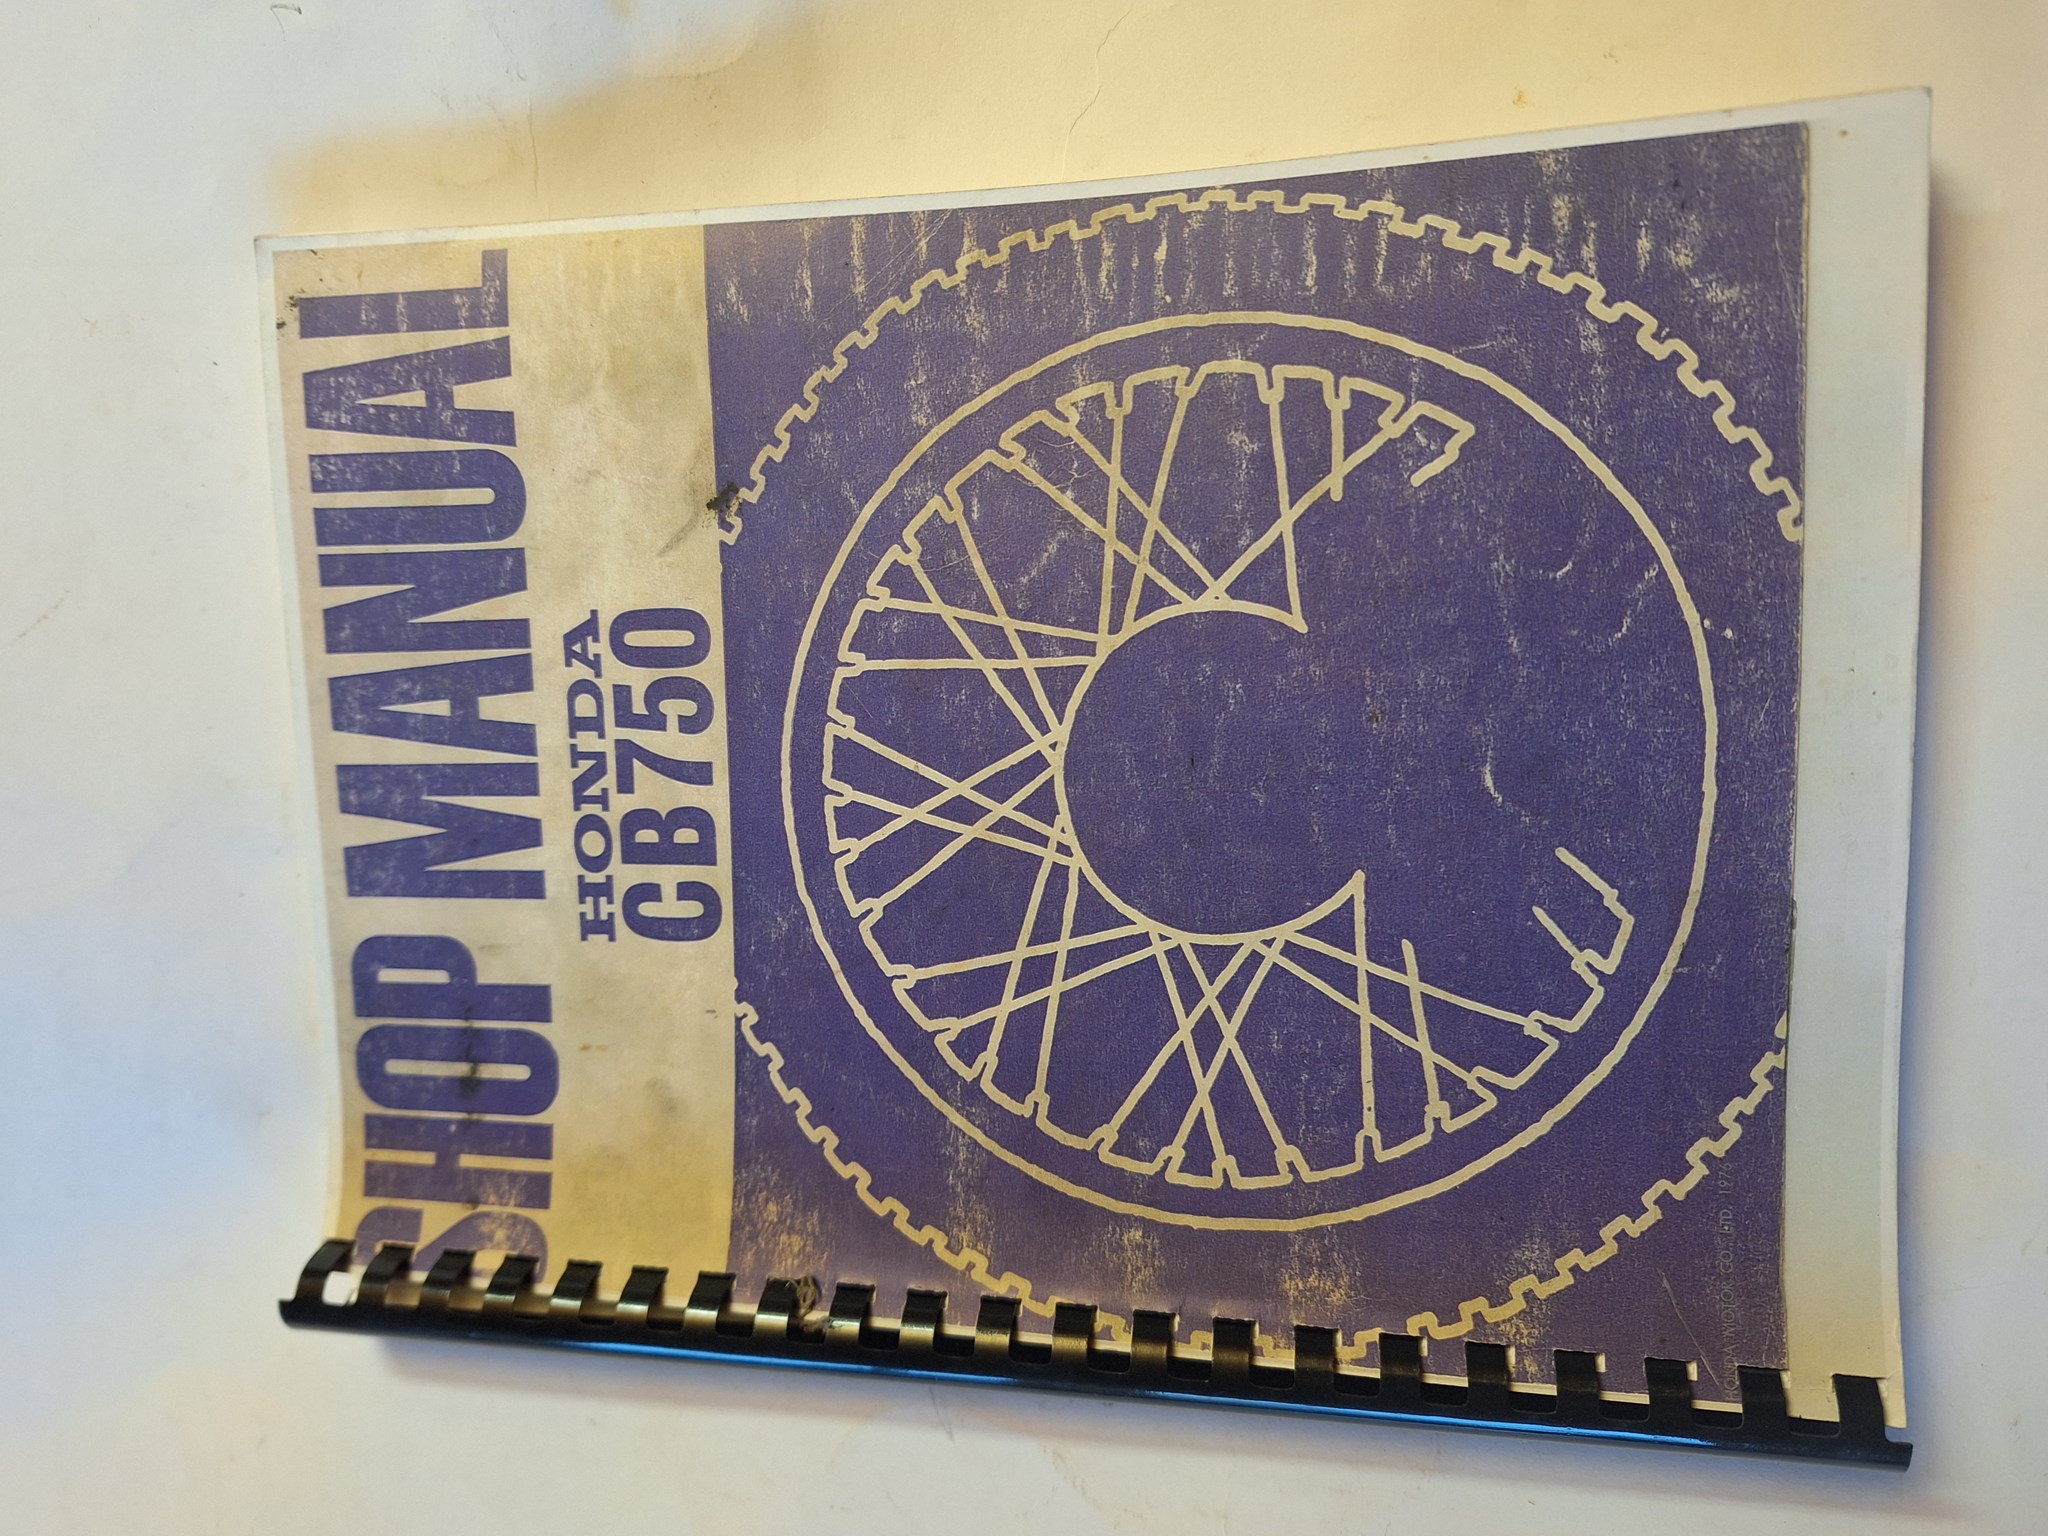 SHOP MANUAL
HONDA
CB750
HONDA MOTOR CO., LTD. 1976